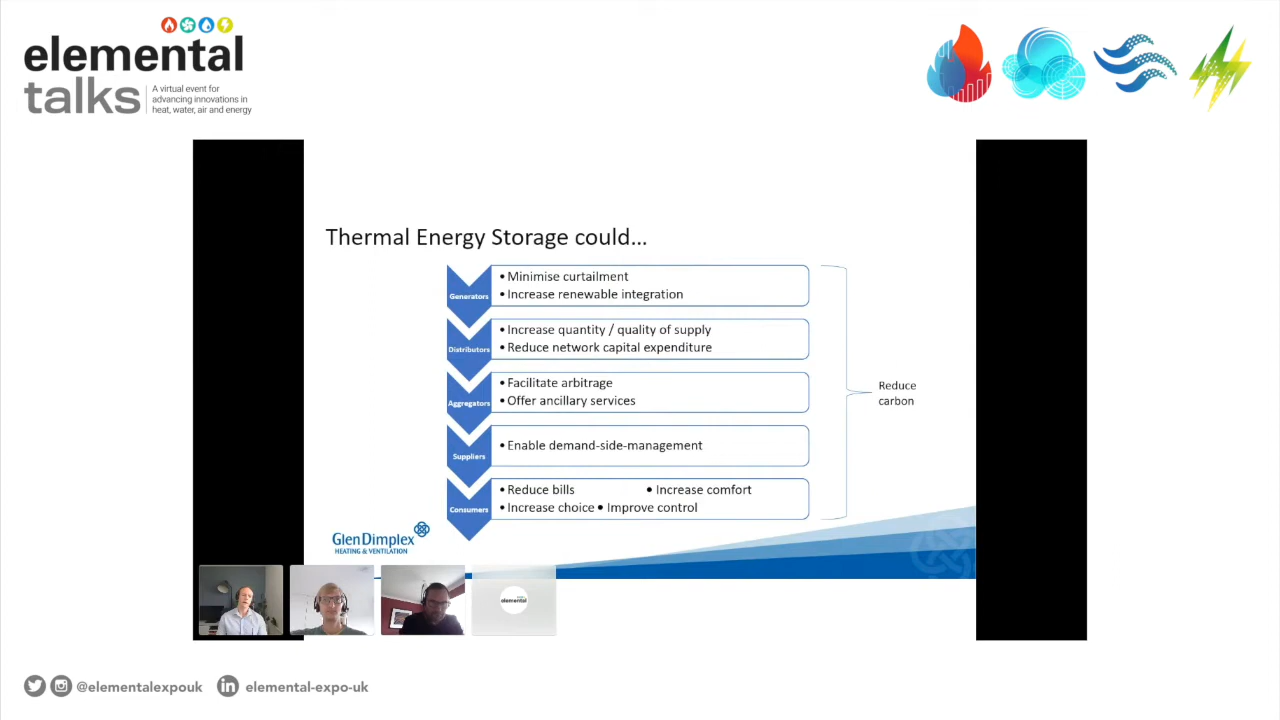 elemental
talks
A virtual event for
advancing innovations in
heat, water, air and energy
Thermal Energy Storage could...
Generators
• Minimise curtailment
• Increase renewable integration
Distributors
• Increase quantity / quality of supply
• Reduce network capital expenditure
Aggregators
• Facilitate arbitrage
• Offer ancillary services
Suppliers
• Enable demand-side-management
Consumers
• Reduce bills • Increase comfort
• Increase choice • Improve control
Reduce
carbon
GlenDimplex
HEATING & VENTILATION
elemental
@elementalexpouk
in
elemental-expo-uk